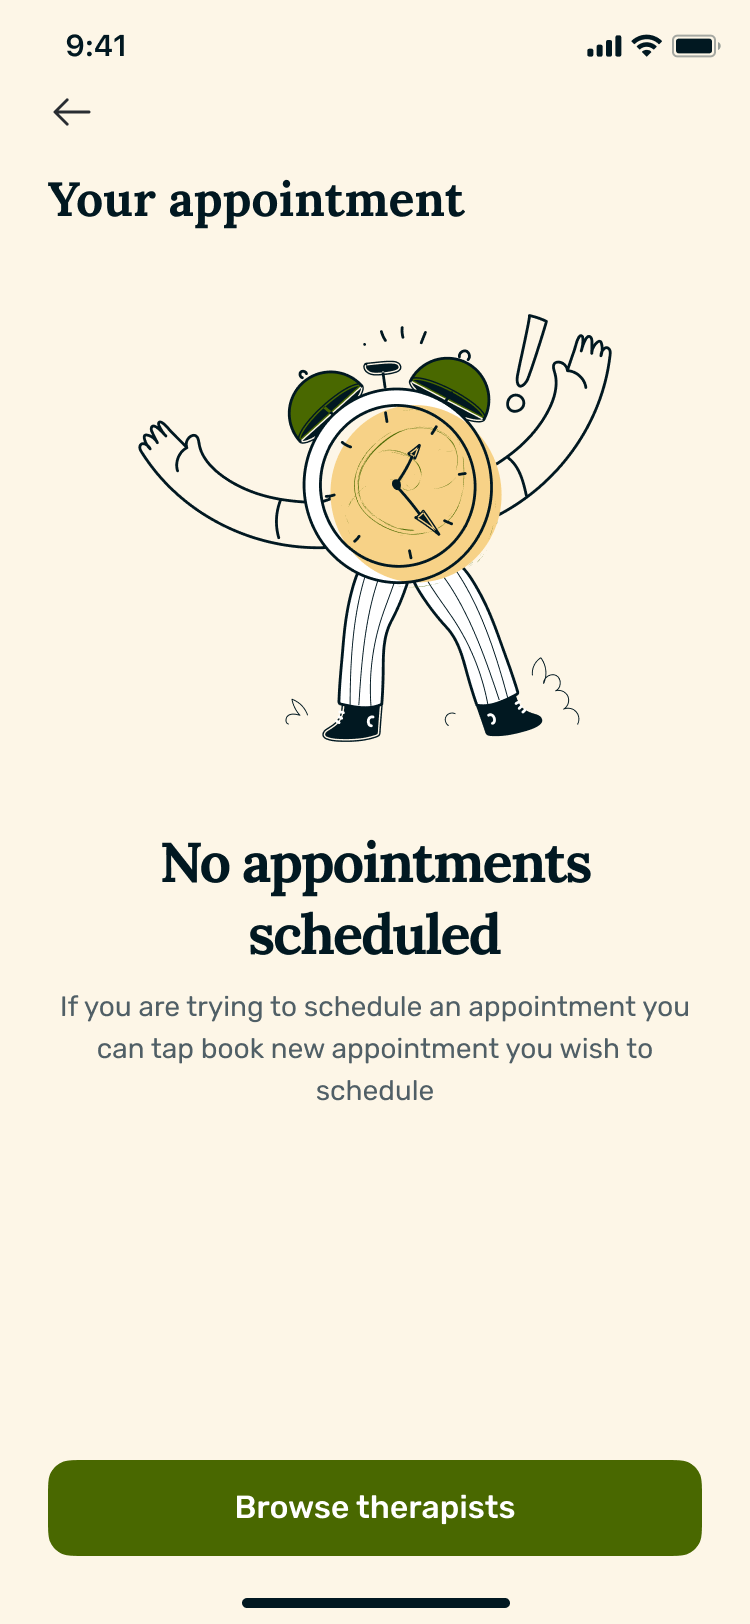 9:41
Your appointment
No appointments
scheduled
If you are trying to schedule an appointment you
can tap book new appointment you wish to
schedule
Browse therapists